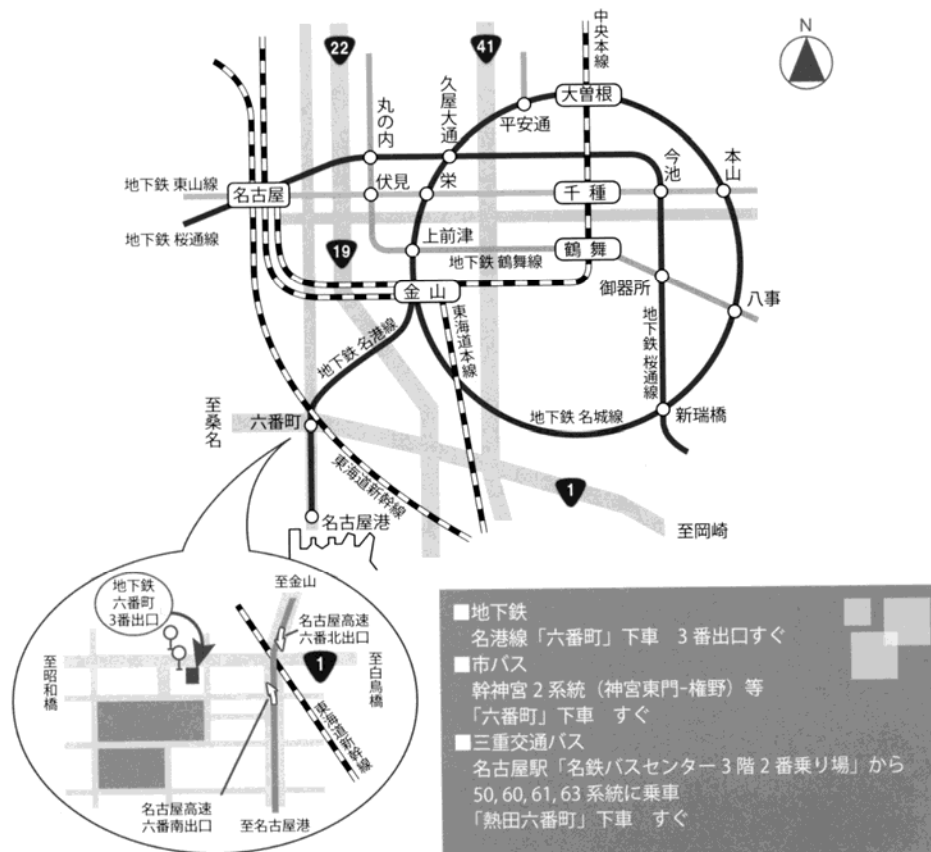 N
22
41
中央本線
大曽根
久屋大通
平安通
丸の内
今池
本山
地下鉄 東山線
名古屋
伏見
栄
千種
地下鉄 桜通線
19
上前津
鶴舞
地下鉄 鶴舞線
金山
御器所
八事
東海道本線
地下鉄 桜通線
地下鉄 名港線
至桑名
六番町
地下鉄 名城線
新瑞橋
東海道新幹線
1
名古屋港
至岡崎
地下鉄
六番町
3番出口
至金山
名古屋高速
六番北出口
至昭和橋
1
至白鳥橋
東海道新幹線
名古屋高速
六番南出口
至名古屋港
■地下鉄
名港線「六番町」下車 3番出口すぐ
■市バス
幹神宮2系統（神宮東門-権野）等
「六番町」下車 すぐ
■三重交通バス
名古屋駅「名鉄バスセンター3階2番乗り場」から
50, 60, 61, 63 系統に乗車
「熱田六番町」下車 すぐ